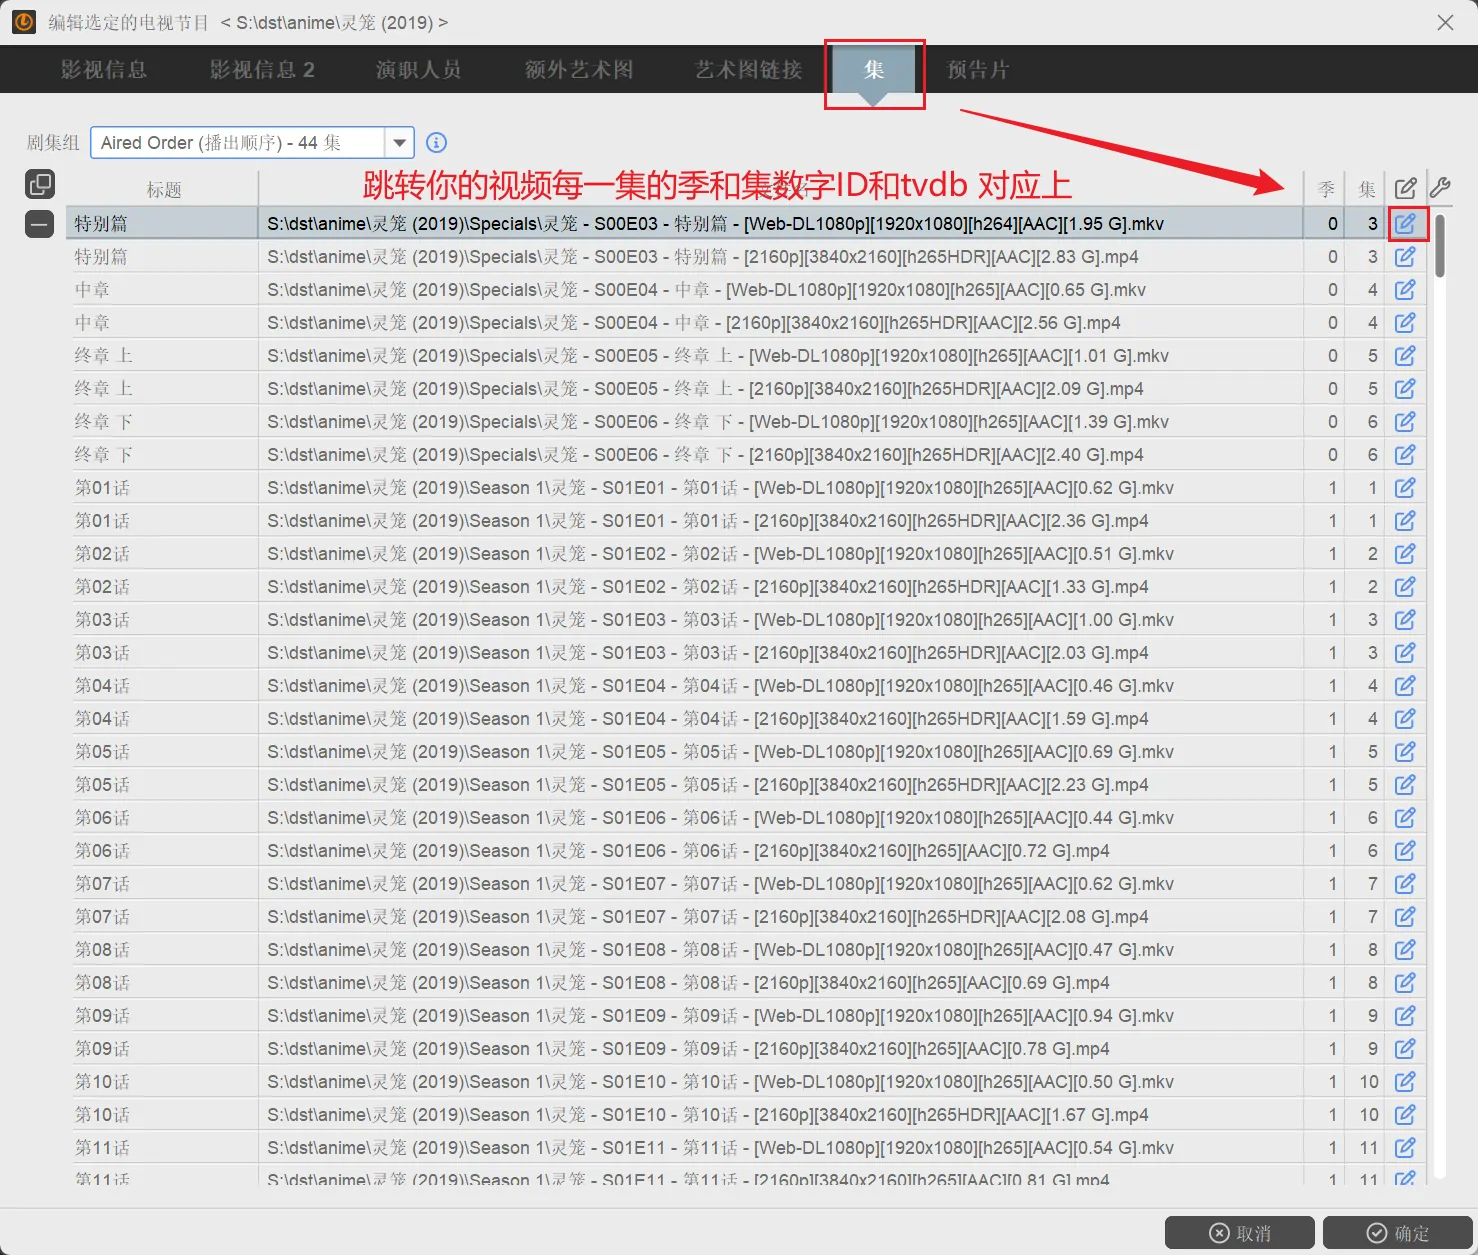 编辑选定的电视节目 < S:\dst\anime\灵笼 (2019) >
影视信息 影视信息 2 演职人员 额外艺术图 艺术图链接 集 预告片
剧集组 Aired Order (播出顺序) - 44 集
标题 季 集
跳转你的视频每一集的季和集数字ID和tvdb 对应上
特别篇 S:\dst\anime\灵笼 (2019)\Specials\灵笼 - S00E03 - 特别篇 - [Web-DL1080p][1920x1080][h264][AAC][1.95 G].mkv 0 3
特别篇 S:\dst\anime\灵笼 (2019)\Specials\灵笼 - S00E03 - 特别篇 - [2160p][3840x2160][h265HDR][AAC][2.83 G].mp4 0 3
中章 S:\dst\anime\灵笼 (2019)\Specials\灵笼 - S00E04 - 中章 - [Web-DL1080p][1920x1080][h265][AAC][0.65 G].mkv 0 4
中章 S:\dst\anime\灵笼 (2019)\Specials\灵笼 - S00E04 - 中章 - [2160p][3840x2160][h265HDR][AAC][2.56 G].mp4 0 4
终章 上 S:\dst\anime\灵笼 (2019)\Specials\灵笼 - S00E05 - 终章 上 - [Web-DL1080p][1920x1080][h265][AAC][1.01 G].mkv 0 5
终章 上 S:\dst\anime\灵笼 (2019)\Specials\灵笼 - S00E05 - 终章 上 - [2160p][3840x2160][h265HDR][AAC][2.09 G].mp4 0 5
终章 下 S:\dst\anime\灵笼 (2019)\Specials\灵笼 - S00E06 - 终章 下 - [Web-DL1080p][1920x1080][h265][AAC][1.39 G].mkv 0 6
终章 下 S:\dst\anime\灵笼 (2019)\Specials\灵笼 - S00E06 - 终章 下 - [2160p][3840x2160][h265HDR][AAC][2.40 G].mp4 0 6
第01话 S:\dst\anime\灵笼 (2019)\Season 1\灵笼 - S01E01 - 第01话 - [Web-DL1080p][1920x1080][h265][AAC][0.62 G].mkv 1 1
第01话 S:\dst\anime\灵笼 (2019)\Season 1\灵笼 - S01E01 - 第01话 - [2160p][3840x2160][h265HDR][AAC][2.36 G].mp4 1 1
第02话 S:\dst\anime\灵笼 (2019)\Season 1\灵笼 - S01E02 - 第02话 - [Web-DL1080p][1920x1080][h265][AAC][0.51 G].mkv 1 2
第02话 S:\dst\anime\灵笼 (2019)\Season 1\灵笼 - S01E02 - 第02话 - [2160p][3840x2160][h265HDR][AAC][1.33 G].mp4 1 2
第03话 S:\dst\anime\灵笼 (2019)\Season 1\灵笼 - S01E03 - 第03话 - [Web-DL1080p][1920x1080][h265][AAC][1.00 G].mkv 1 3
第03话 S:\dst\anime\灵笼 (2019)\Season 1\灵笼 - S01E03 - 第03话 - [2160p][3840x2160][h265HDR][AAC][2.03 G].mp4 1 3
第04话 S:\dst\anime\灵笼 (2019)\Season 1\灵笼 - S01E04 - 第04话 - [Web-DL1080p][1920x1080][h265][AAC][0.46 G].mkv 1 4
第04话 S:\dst\anime\灵笼 (2019)\Season 1\灵笼 - S01E04 - 第04话 - [2160p][3840x2160][h265HDR][AAC][1.59 G].mp4 1 4
第05话 S:\dst\anime\灵笼 (2019)\Season 1\灵笼 - S01E05 - 第05话 - [Web-DL1080p][1920x1080][h265][AAC][0.69 G].mkv 1 5
第05话 S:\dst\anime\灵笼 (2019)\Season 1\灵笼 - S01E05 - 第05话 - [2160p][3840x2160][h265HDR][AAC][2.23 G].mp4 1 5
第06话 S:\dst\anime\灵笼 (2019)\Season 1\灵笼 - S01E06 - 第06话 - [Web-DL1080p][1920x1080][h265][AAC][0.44 G].mkv 1 6
第06话 S:\dst\anime\灵笼 (2019)\Season 1\灵笼 - S01E06 - 第06话 - [2160p][3840x2160][h265][AAC][0.72 G].mp4 1 6
第07话 S:\dst\anime\灵笼 (2019)\Season 1\灵笼 - S01E07 - 第07话 - [Web-DL1080p][1920x1080][h265][AAC][0.62 G].mkv 1 7
第07话 S:\dst\anime\灵笼 (2019)\Season 1\灵笼 - S01E07 - 第07话 - [2160p][3840x2160][h265HDR][AAC][2.08 G].mp4 1 7
第08话 S:\dst\anime\灵笼 (2019)\Season 1\灵笼 - S01E08 - 第08话 - [Web-DL1080p][1920x1080][h265][AAC][0.47 G].mkv 1 8
第08话 S:\dst\anime\灵笼 (2019)\Season 1\灵笼 - S01E08 - 第08话 - [2160p][3840x2160][h265][AAC][0.69 G].mp4 1 8
第09话 S:\dst\anime\灵笼 (2019)\Season 1\灵笼 - S01E09 - 第09话 - [Web-DL1080p][1920x1080][h265][AAC][0.94 G].mkv 1 9
第09话 S:\dst\anime\灵笼 (2019)\Season 1\灵笼 - S01E09 - 第09话 - [2160p][3840x2160][h265][AAC][0.78 G].mp4 1 9
第10话 S:\dst\anime\灵笼 (2019)\Season 1\灵笼 - S01E10 - 第10话 - [Web-DL1080p][1920x1080][h265][AAC][0.50 G].mkv 1 10
第10话 S:\dst\anime\灵笼 (2019)\Season 1\灵笼 - S01E10 - 第10话 - [2160p][3840x2160][h265HDR][AAC][1.67 G].mp4 1 10
第11话 S:\dst\anime\灵笼 (2019)\Season 1\灵笼 - S01E11 - 第11话 - [Web-DL1080p][1920x1080][h265][AAC][0.54 G].mkv 1 11
第11话 S:\dst\anime\灵笼 (2019)\Season 1\灵笼 - S01E11 - 第11话 - [2160p][3840x2160][h265][AAC][0.81 G].mp4 1 11
取消 确定